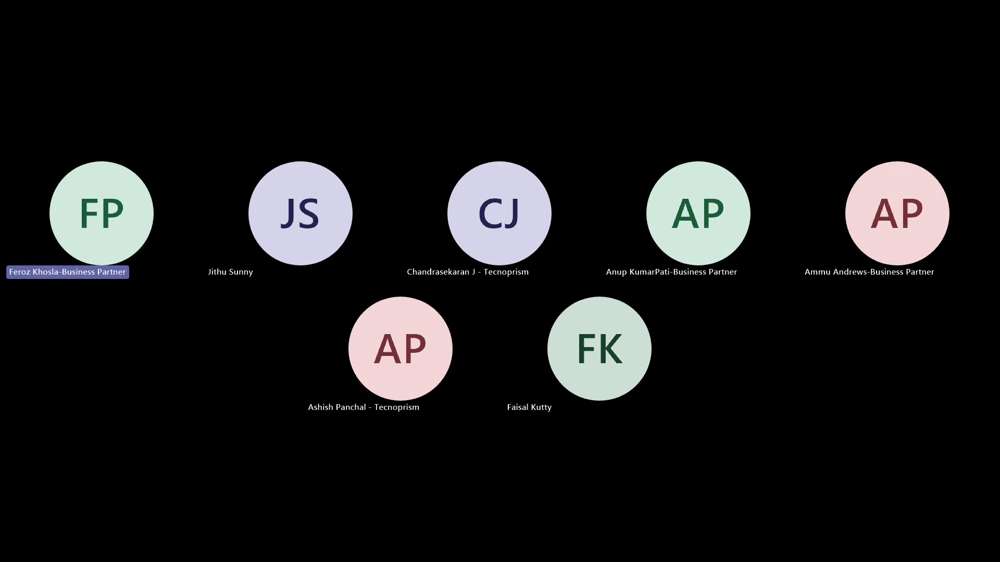 FP
JS
CJ
AP
AP
Feroz Khosla-Business Partner
Jithu Sunny
Chandrasekaran J - Tecnoprism
Anup KumarPati-Business Partner
Ammu Andrews-Business Partner
AP
FK
Ashish Panchal - Tecnoprism
Faisal Kutty